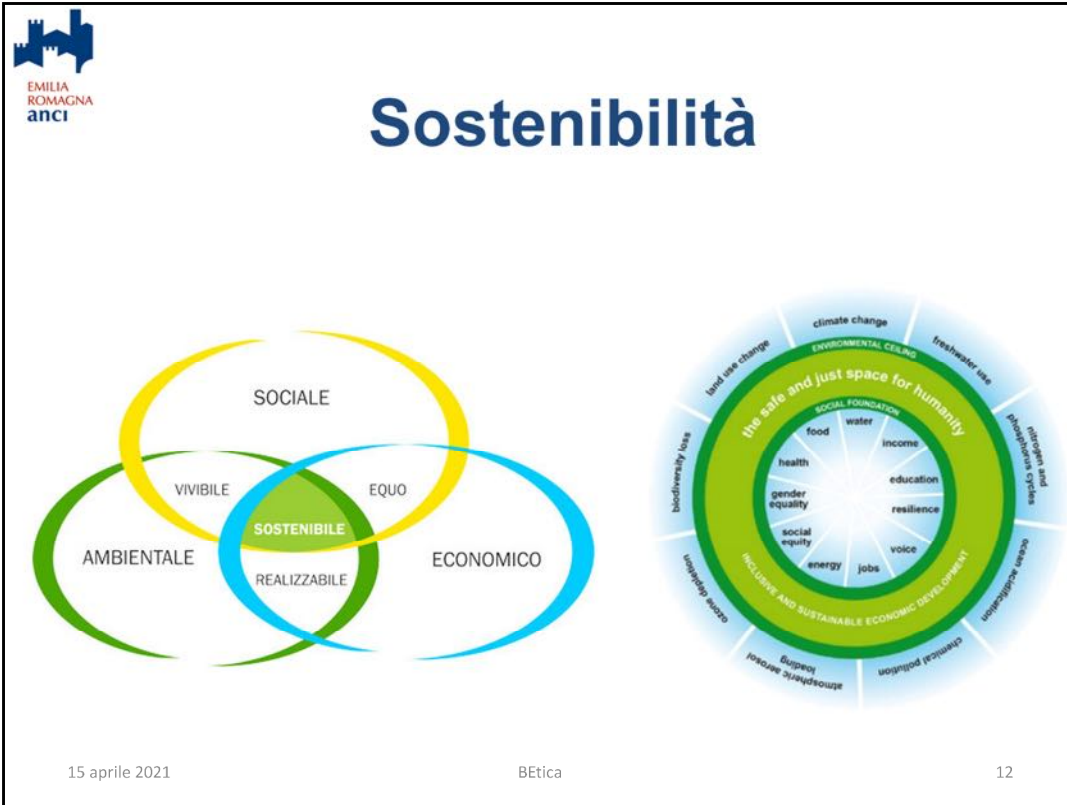 EMILIA
ROMAGNA
anci
Sostenibilità
SOCIALE
VIVIBILE
EQUO
SOSTENIBILE
AMBIENTALE
ECONOMICO
REALIZZABILE
climate change
freshwater use
nitrogen and
phosphorus cycles
ocean acidification
chemical pollution
atmospheric aerosol
loading
ozone depletion
biodiversity loss
land use change
ENVIRONMENTAL CEILING
the safe and just space for humanity
SOCIAL FOUNDATION
water
income
education
resilience
voice
jobs
energy
social
equity
gender
equality
health
food
INCLUSIVE AND SUSTAINABLE ECONOMIC DEVELOPMENT
15 aprile 2021
BEtica
12